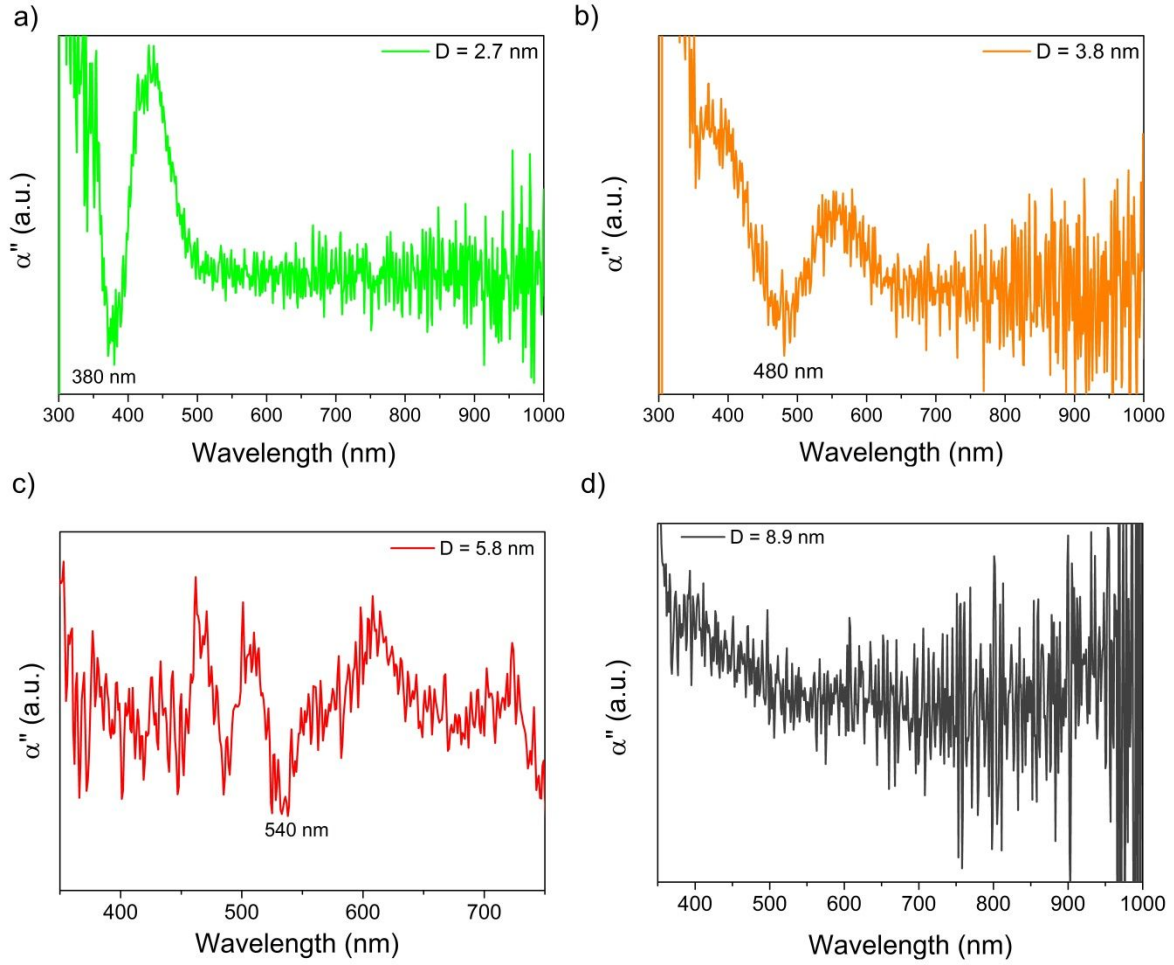 a)
D = 2.7 nm
α" (a.u.)
380 nm
300 400 500 600 700 800 900 1000
Wavelength (nm)
b)
D = 3.8 nm
α" (a.u.)
480 nm
300 400 500 600 700 800 900 1000
Wavelength (nm)
c)
D = 5.8 nm
α" (a.u.)
540 nm
400 500 600 700
Wavelength (nm)
d)
D = 8.9 nm
α" (a.u.)
400 500 600 700 800 900 1000
Wavelength (nm)